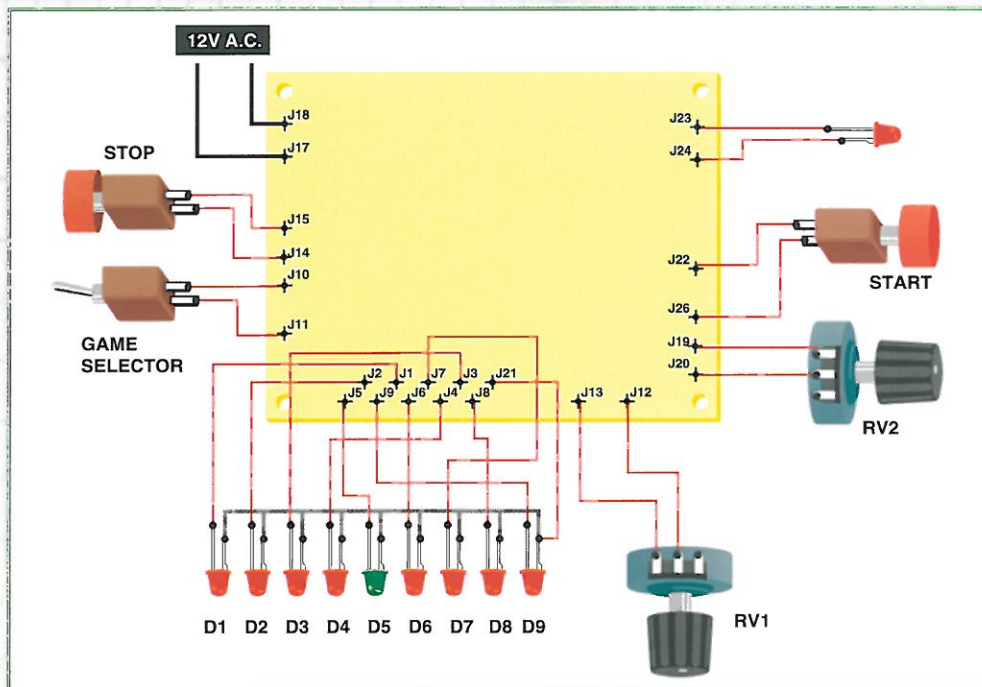 12V A.C.
J18
J17
J23
J24
STOP
J15
J14
J10
J11
J22
START
J26
J19
J20
GAME
SELECTOR
J2 J1 J7 J3 J21
J5 J9 J6 J4 J8
J13 J12
RV2
D1 D2 D3 D4 D5 D6 D7 D8 D9
RV1